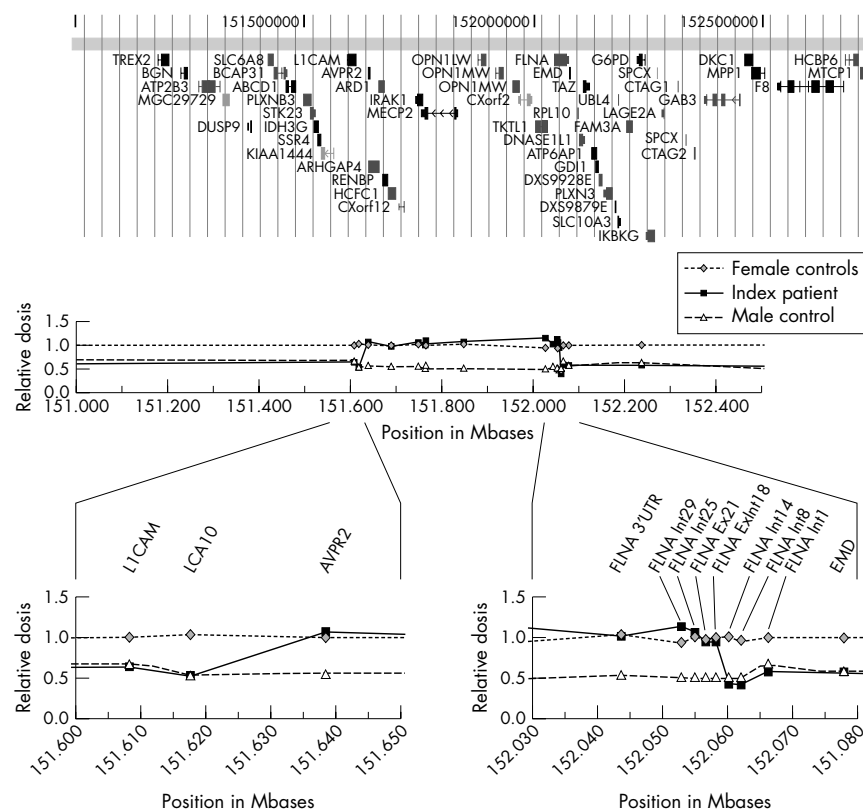 151500000 152000000 152500000
TREX2 SLC6A8 L1CAM OPN1LW FLNA G6PD DKC1 HCBP6
BGN BCAP31 AVPR2 OPN1MW EMD SPCX MPP1 MTCP1
ATP2B3 ABCD1 ARD1 OPN1MW TAZ CTAG1 F8
MGC29729 PLXNB3 IRAK1 CXorf2 UBL4 GAB3
STK23 MECP2 RPL10 LAGE2A
DUSP9 IDH3G TKTL1 FAM3A
SSR4 DNASE1L1 SPCX
KIAA1444 ATP6AP1 CTAG2
ARHGAP4 GDI1
RENBP DXS9928E
HCFC1 PLXN3
CXorf12 DXS9879E
SLC10A3
IKBKG
Female controls
Index patient
Male control
Relative dosis
1.5
1.0
0.5
0.0
151.000 151.200 151.400 151.600 151.800 152.000 152.200 152.400
Position in Mbases
L1CAM
LCA10
AVPR2
Relative dosis
1.5
1.0
0.5
0.0
151.600
151.610
151.620
151.630
151.640
151.650
Position in Mbases
FLNA 3'UTR
FLNA Int29
FLNA Int25
FLNA Ex21
FLNA ExInt18
FLNA Int14
FLNA Int8
FLNA Int1
EMD
Relative dosis
1.5
1.0
0.5
0.0
152.030
152.040
152.050
152.060
152.070
152.080
Position in Mbases